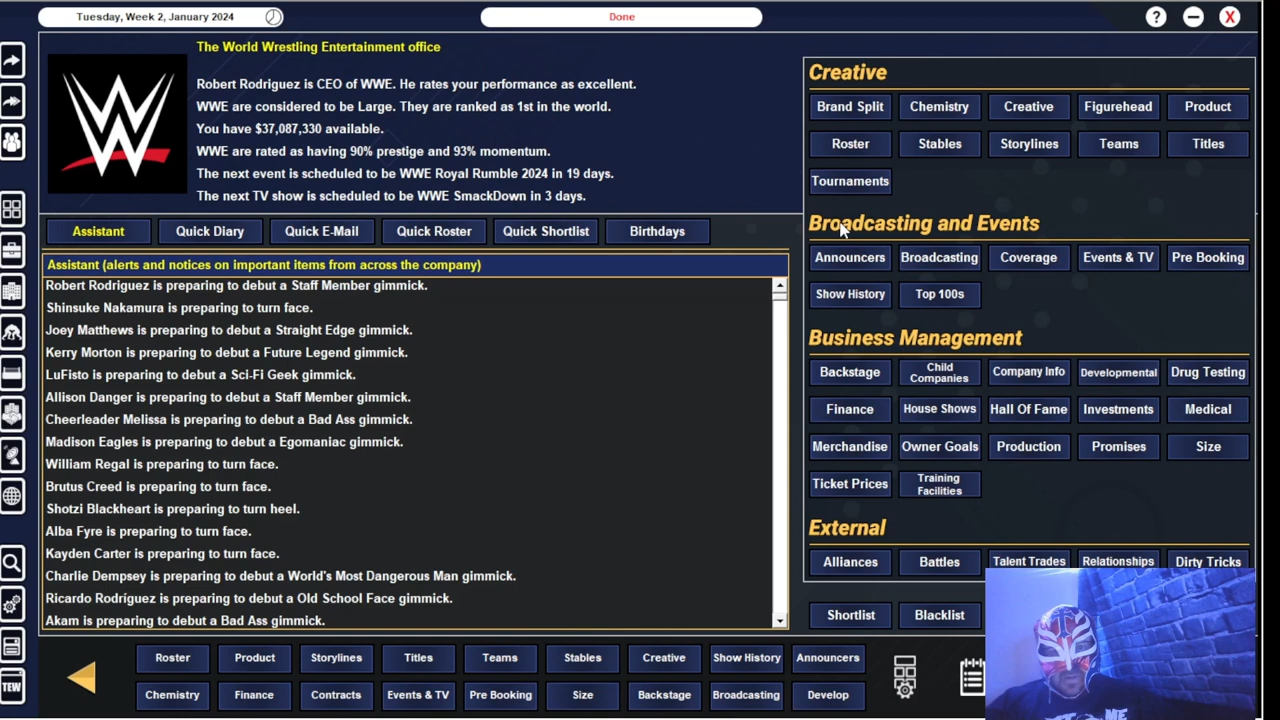 Tuesday, Week 2, January 2024
Done
?
X
The World Wrestling Entertainment office
Robert Rodriguez is CEO of WWE. He rates your performance as excellent.
WWE are considered to be Large. They are ranked as 1st in the world.
You have $37,087,330 available.
WWE are rated as having 90% prestige and 93% momentum.
The next event is scheduled to be WWE Royal Rumble 2024 in 19 days.
The next TV show is scheduled to be WWE SmackDown in 3 days.
Assistant Quick Diary Quick E-Mail Quick Roster Quick Shortlist Birthdays
Assistant (alerts and notices on important items from across the company)
Robert Rodriguez is preparing to debut a Staff Member gimmick.
Shinsuke Nakamura is preparing to turn face.
Joey Matthews is preparing to debut a Straight Edge gimmick.
Kerry Morton is preparing to debut a Future Legend gimmick.
LuFisto is preparing to debut a Sci-Fi Geek gimmick.
Allison Danger is preparing to debut a Staff Member gimmick.
Cheerleader Melissa is preparing to debut a Bad Ass gimmick.
Madison Eagles is preparing to debut a Egomaniac gimmick.
William Regal is preparing to turn face.
Brutus Creed is preparing to turn face.
Shotzi Blackheart is preparing to turn heel.
Alba Fyre is preparing to turn face.
Kayden Carter is preparing to turn face.
Charlie Dempsey is preparing to debut a World's Most Dangerous Man gimmick.
Ricardo Rodríguez is preparing to debut a Old School Face gimmick.
Akam is preparing to debut a Bad Ass gimmick.
Creative
Brand Split Chemistry Creative Figurehead Product
Roster Stables Storylines Teams Titles
Tournaments
Broadcasting and Events
Announcers Broadcasting Coverage Events & TV Pre Booking
Show History Top 100s
Business Management
Backstage Child Companies Company Info Developmental Drug Testing
Finance House Shows Hall Of Fame Investments Medical
Merchandise Owner Goals Production Promises Size
Ticket Prices Training Facilities
External
Alliances Battles Talent Trades Relationships Dirty Tricks
Shortlist Blacklist
Roster Product Storylines Titles Teams Stables Creative Show History Announcers
Chemistry Finance Contracts Events & TV Pre Booking Size Backstage Broadcasting Develop
TEW
ME